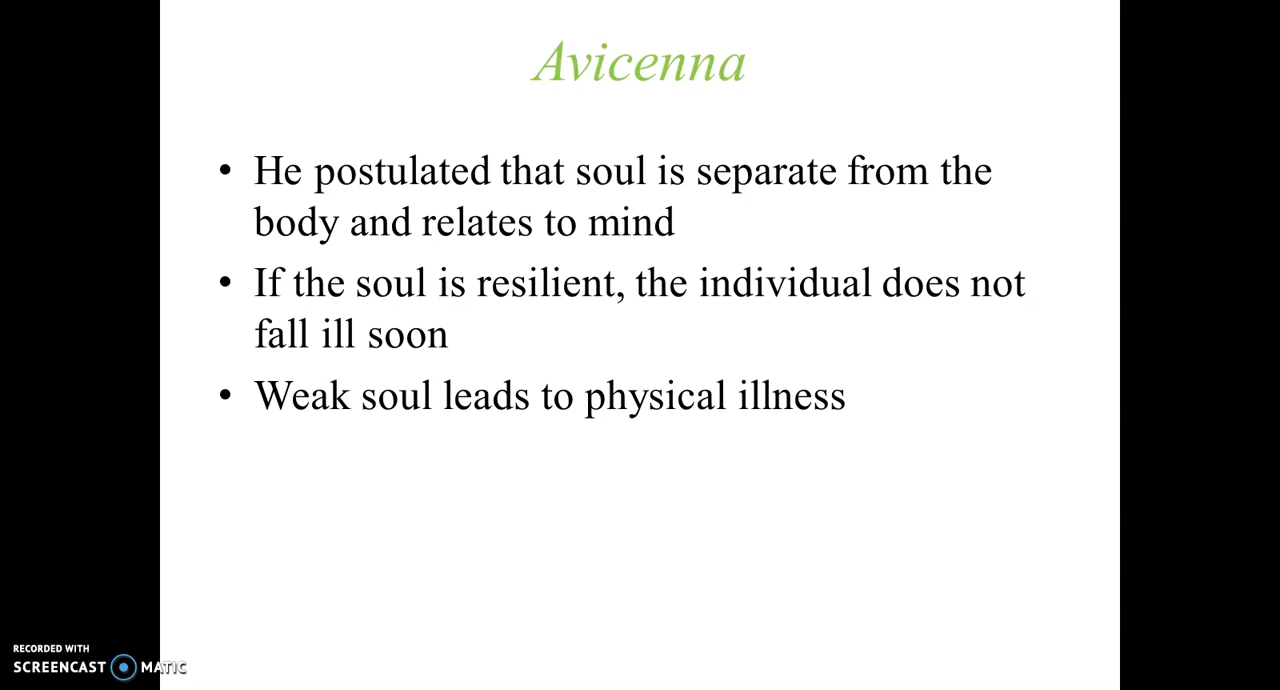 Avicenna
• He postulated that soul is separate from the
body and relates to mind
• If the soul is resilient, the individual does not
fall ill soon
• Weak soul leads to physical illness
RECORDED WITH
SCREENCAST MATIC